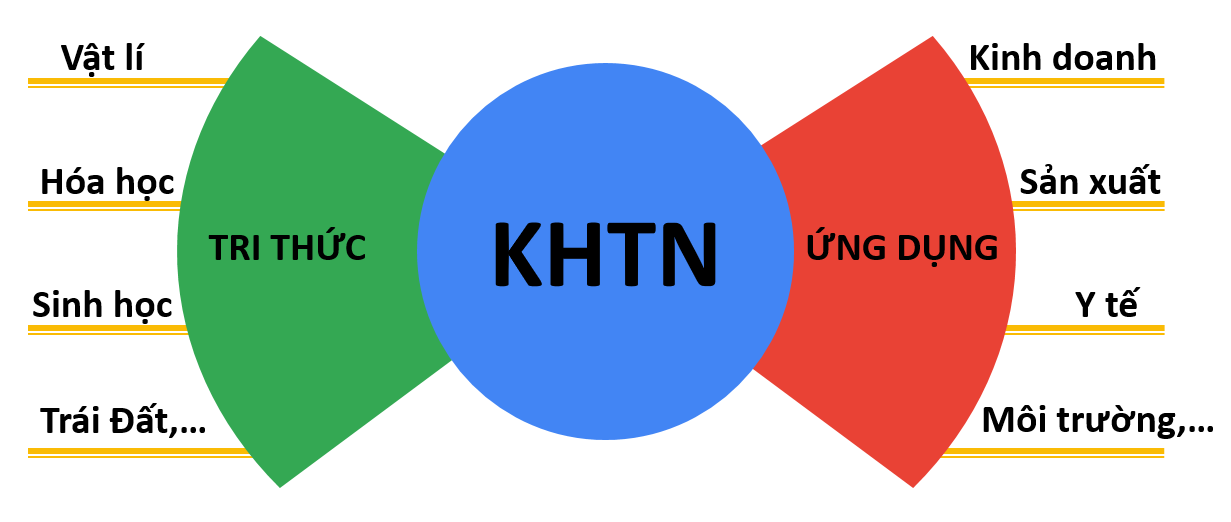 Vật lí
Hóa học
Sinh học
Trái Đất,...
TRI THỨC
KHTN
ỨNG DỤNG
Kinh doanh
Sản xuất
Y tế
Môi trường,...